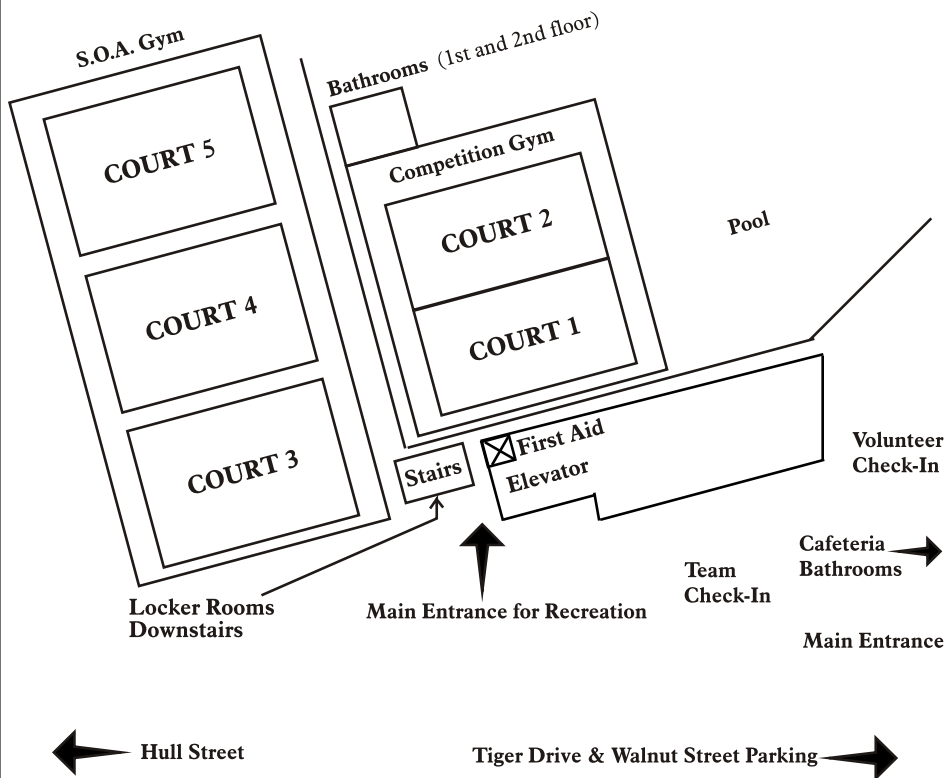 S.O.A. Gym
Bathrooms (1st and 2nd floor)
COURT 5
Competition Gym
COURT 2
Pool
COURT 4
COURT 1
First Aid
Volunteer
Check-In
COURT 3
Stairs
Elevator
Cafeteria
Bathrooms
Team
Check-In
Locker Rooms
Downstairs
Main Entrance for Recreation
Main Entrance
Hull Street
Tiger Drive & Walnut Street Parking